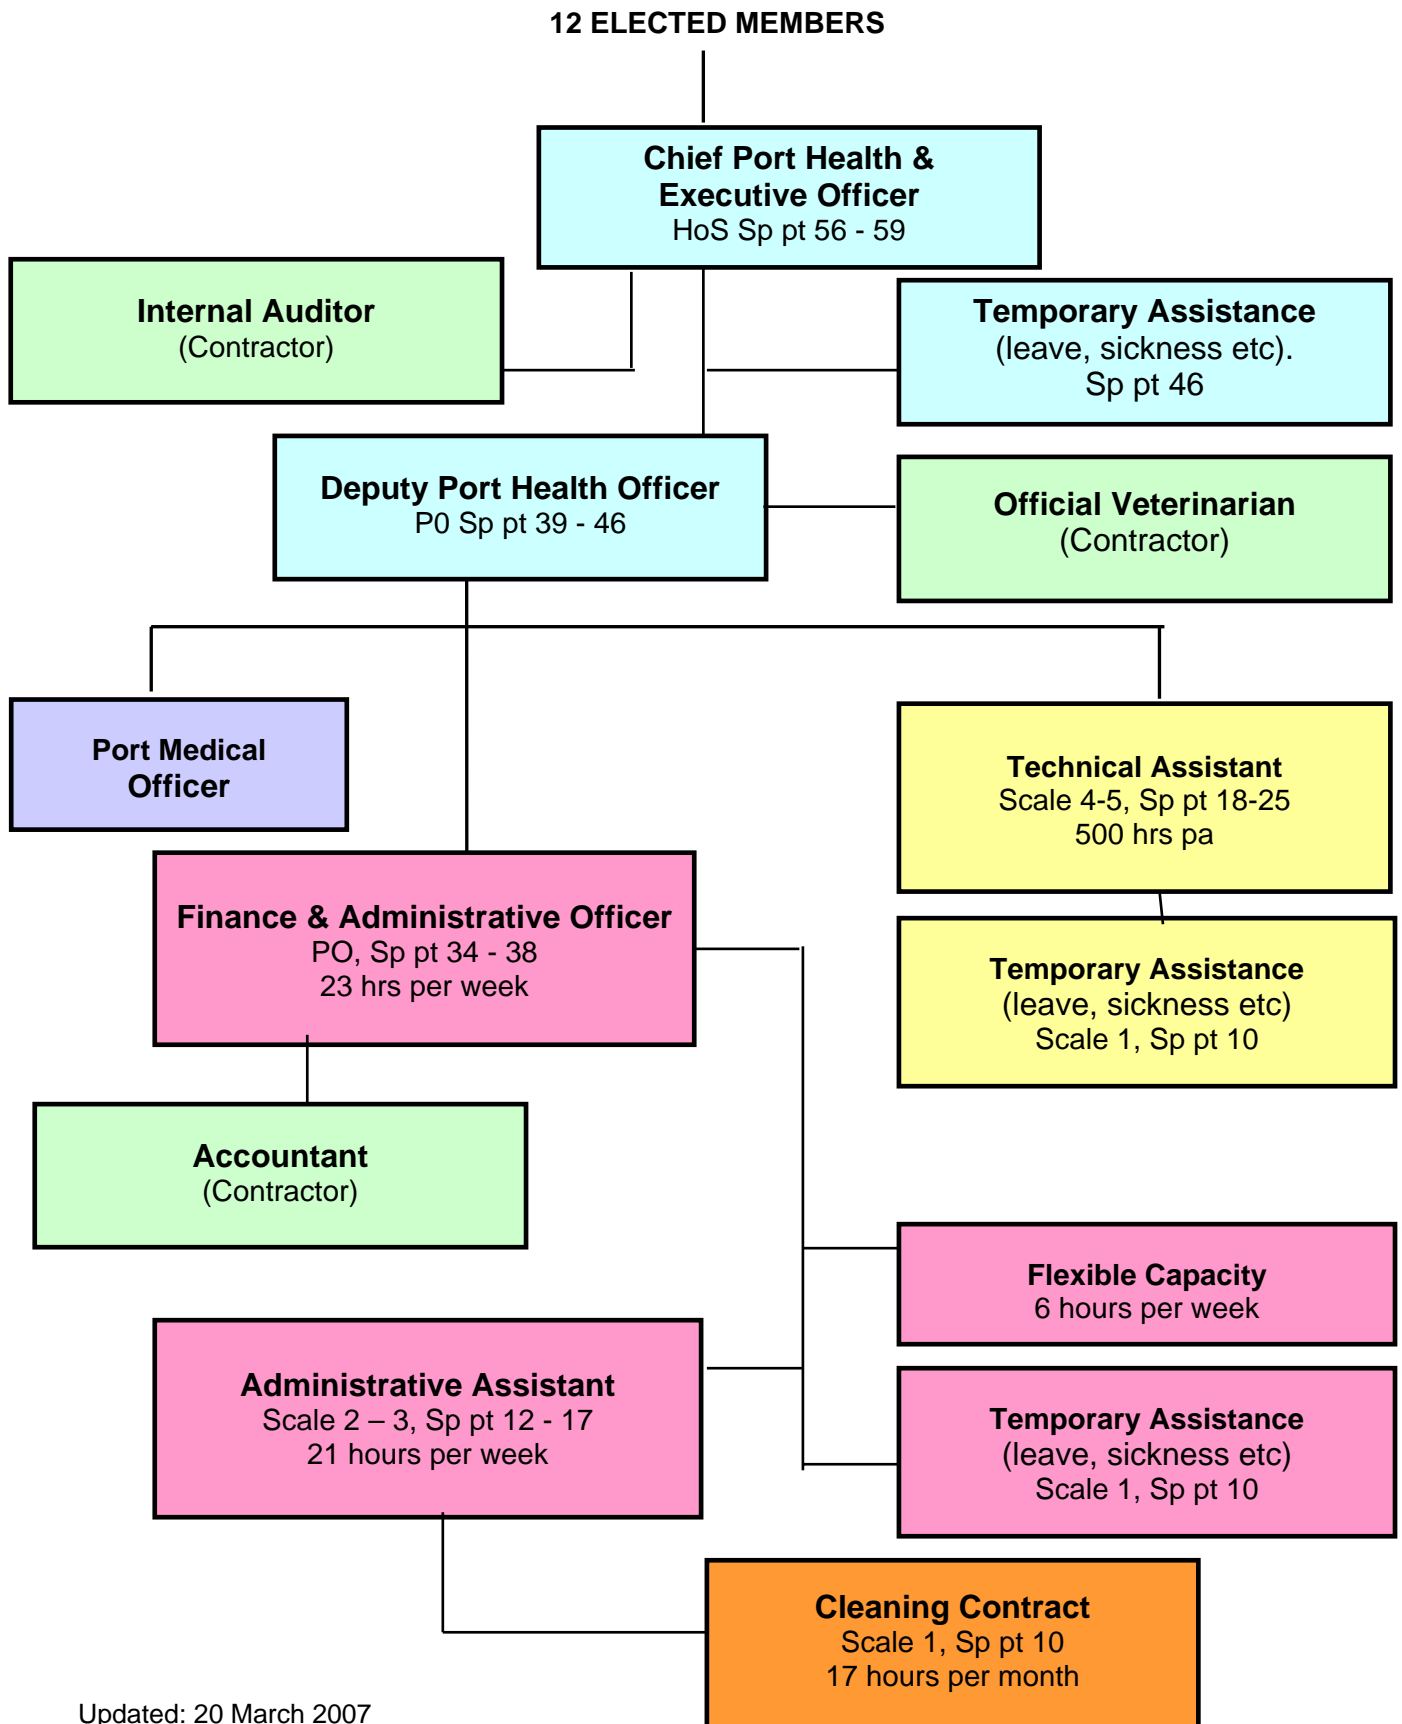 12 ELECTED MEMBERS
Chief Port Health &
Executive Officer
HoS Sp pt 56 - 59
Internal Auditor
(Contractor)
Temporary Assistance
(leave, sickness etc).
Sp pt 46
Deputy Port Health Officer
P0 Sp pt 39 - 46
Official Veterinarian
(Contractor)
Port Medical
Officer
Technical Assistant
Scale 4-5, Sp pt 18-25
500 hrs pa
Finance & Administrative Officer
PO, Sp pt 34 - 38
23 hrs per week
Temporary Assistance
(leave, sickness etc)
Scale 1, Sp pt 10
Accountant
(Contractor)
Flexible Capacity
6 hours per week
Administrative Assistant
Scale 2 – 3, Sp pt 12 - 17
21 hours per week
Temporary Assistance
(leave, sickness etc)
Scale 1, Sp pt 10
Cleaning Contract
Scale 1, Sp pt 10
17 hours per month
Updated: 20 March 2007